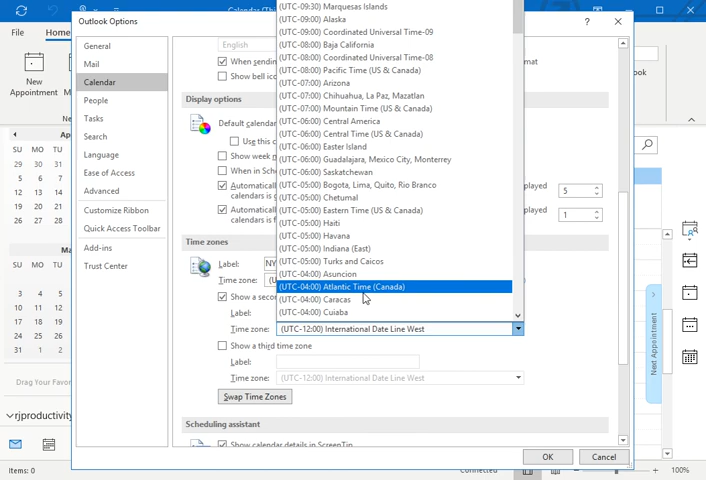 Calendar (Thi
Outlook Options
File
Home
New
Appointment
General
Mail
Calendar
People
Tasks
Search
Language
Ease of Access
Advanced
Customize Ribbon
Quick Access Toolbar
Add-ins
Trust Center
English
When sending
mat
Show bell ic
Display options
Default calendar
Use this c
Show week n
When in Sche
Automatically
calendars is g
played
5
Automatically
calendars is fe
played
1
Time zones
Label:
NY
Time zone:
(U
Show a secon
Label:
Time zone:
(UTC-12:00) International Date Line West
Show a third time zone
Label:
Time zone:
(UTC-12:00) International Date Line West
Swap Time Zones
Scheduling assistant
Show calendar details in ScreenTip
(UTC-09:30) Marquesas Islands
(UTC-09:00) Alaska
(UTC-09:00) Coordinated Universal Time-09
(UTC-08:00) Baja California
(UTC-08:00) Coordinated Universal Time-08
(UTC-08:00) Pacific Time (US & Canada)
(UTC-07:00) Arizona
(UTC-07:00) Chihuahua, La Paz, Mazatlan
(UTC-07:00) Mountain Time (US & Canada)
(UTC-06:00) Central America
(UTC-06:00) Central Time (US & Canada)
(UTC-06:00) Easter Island
(UTC-06:00) Guadalajara, Mexico City, Monterrey
(UTC-06:00) Saskatchewan
(UTC-05:00) Bogota, Lima, Quito, Rio Branco
(UTC-05:00) Chetumal
(UTC-05:00) Eastern Time (US & Canada)
(UTC-05:00) Haiti
(UTC-05:00) Havana
(UTC-05:00) Indiana (East)
(UTC-05:00) Turks and Caicos
(UTC-04:00) Asuncion
(UTC-04:00) Atlantic Time (Canada)
(UTC-04:00) Caracas
(UTC-04:00) Cuiaba
OK
Cancel
ook
Next Appointment
Ap
SU MO TU
29 30 31
5 6 7
12 13 14
19 20 21
26 27 28
Ma
SU MO TU
3 4 5
10 11 12
17 18 19
24 25 26
31 1 2
Drag Your Favor
rjproductivity
Items: 0
Connected
100%